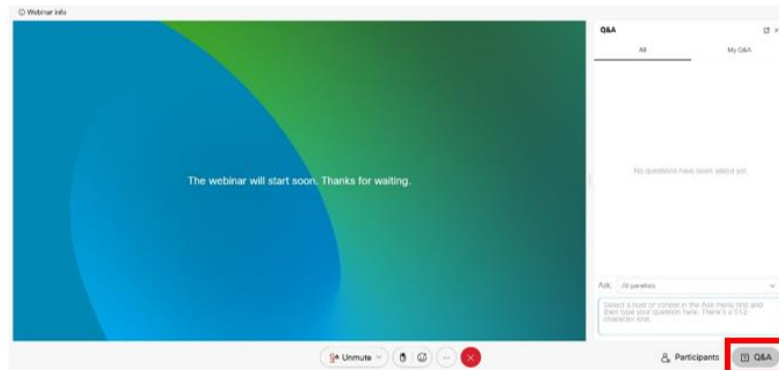 Webinar info
The webinar will start soon. Thanks for waiting.
Q&A
All
My Q&A
No questions have been asked yet.
Ask: All panelists
Select a host or cohost in the Ask menu first and
then type your question here. There's a 512-
character limit.
Unmute
Participants
Q&A